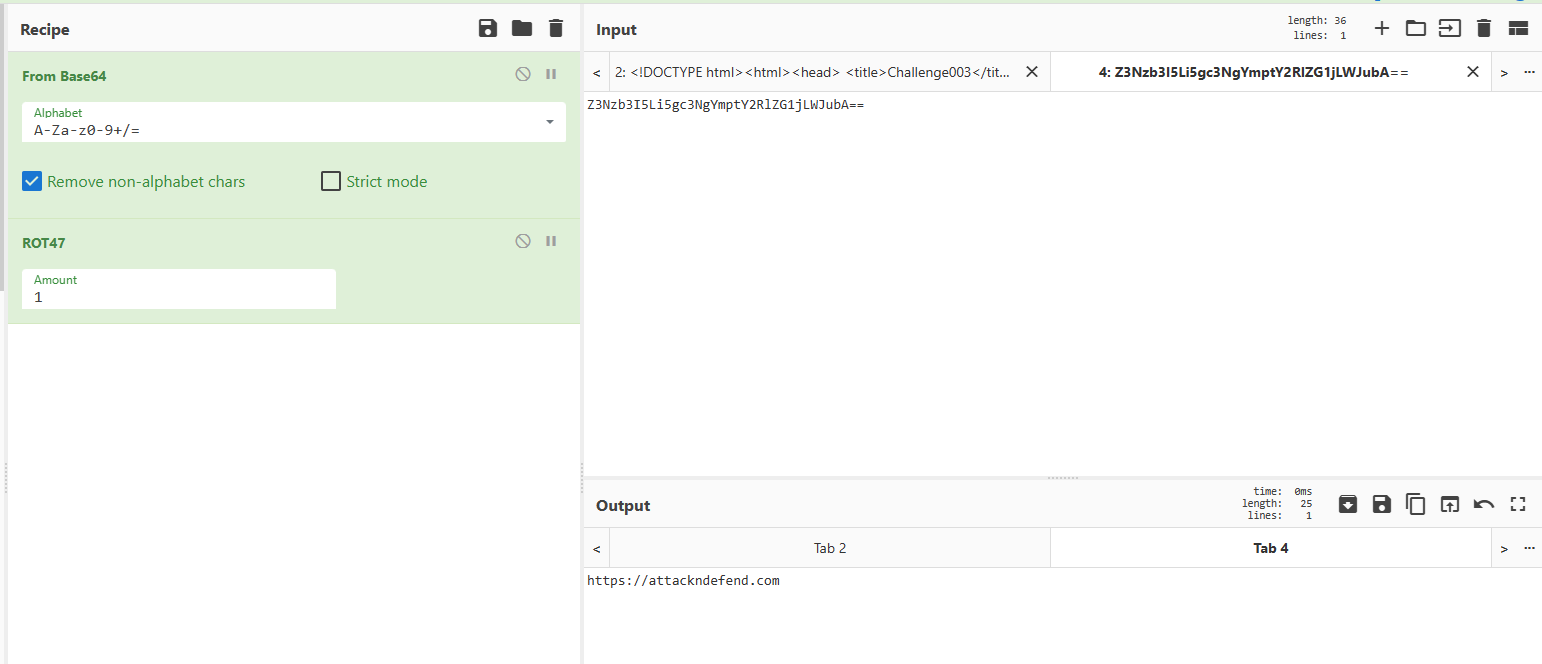 Recipe
From Base64
Alphabet
A-Za-z0-9+/=
Remove non-alphabet chars
Strict mode
ROT47
Amount
1
Input
length: 36
lines: 1
< 2: <!DOCTYPE html><html><head> <title>Challenge003</tit... 4: Z3Nzb3I5Li5gc3NgYmptY2RlZG1jLWJubA== > ...
Z3Nzb3I5Li5gc3NgYmptY2RlZG1jLWJubA==
Output
time: 0ms
length: 25
lines: 1
< Tab 2 Tab 4 > ...
https://attackndefend.com